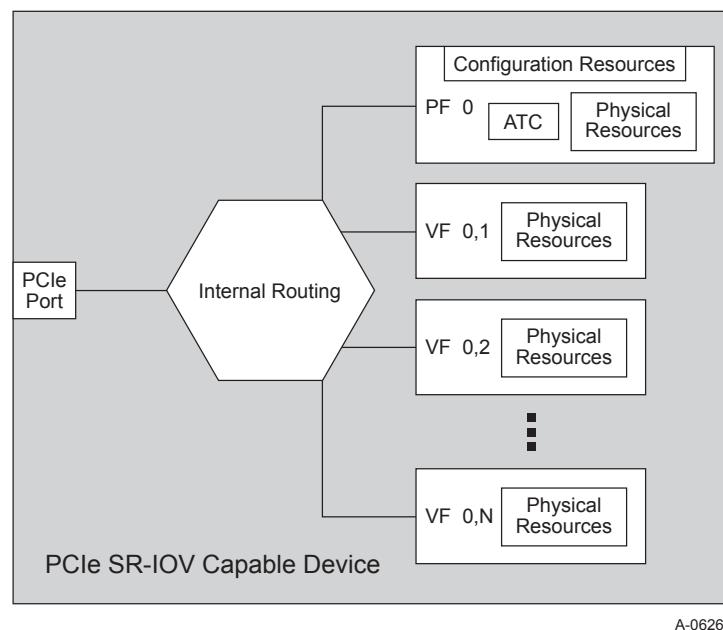 Configuration Resources
PF 0
ATC
Physical
Resources
VF 0,1
Physical
Resources
PCIe
Port
Internal Routing
VF 0,2
Physical
Resources
VF 0,N
Physical
Resources
PCIe SR-IOV Capable Device
A-0626